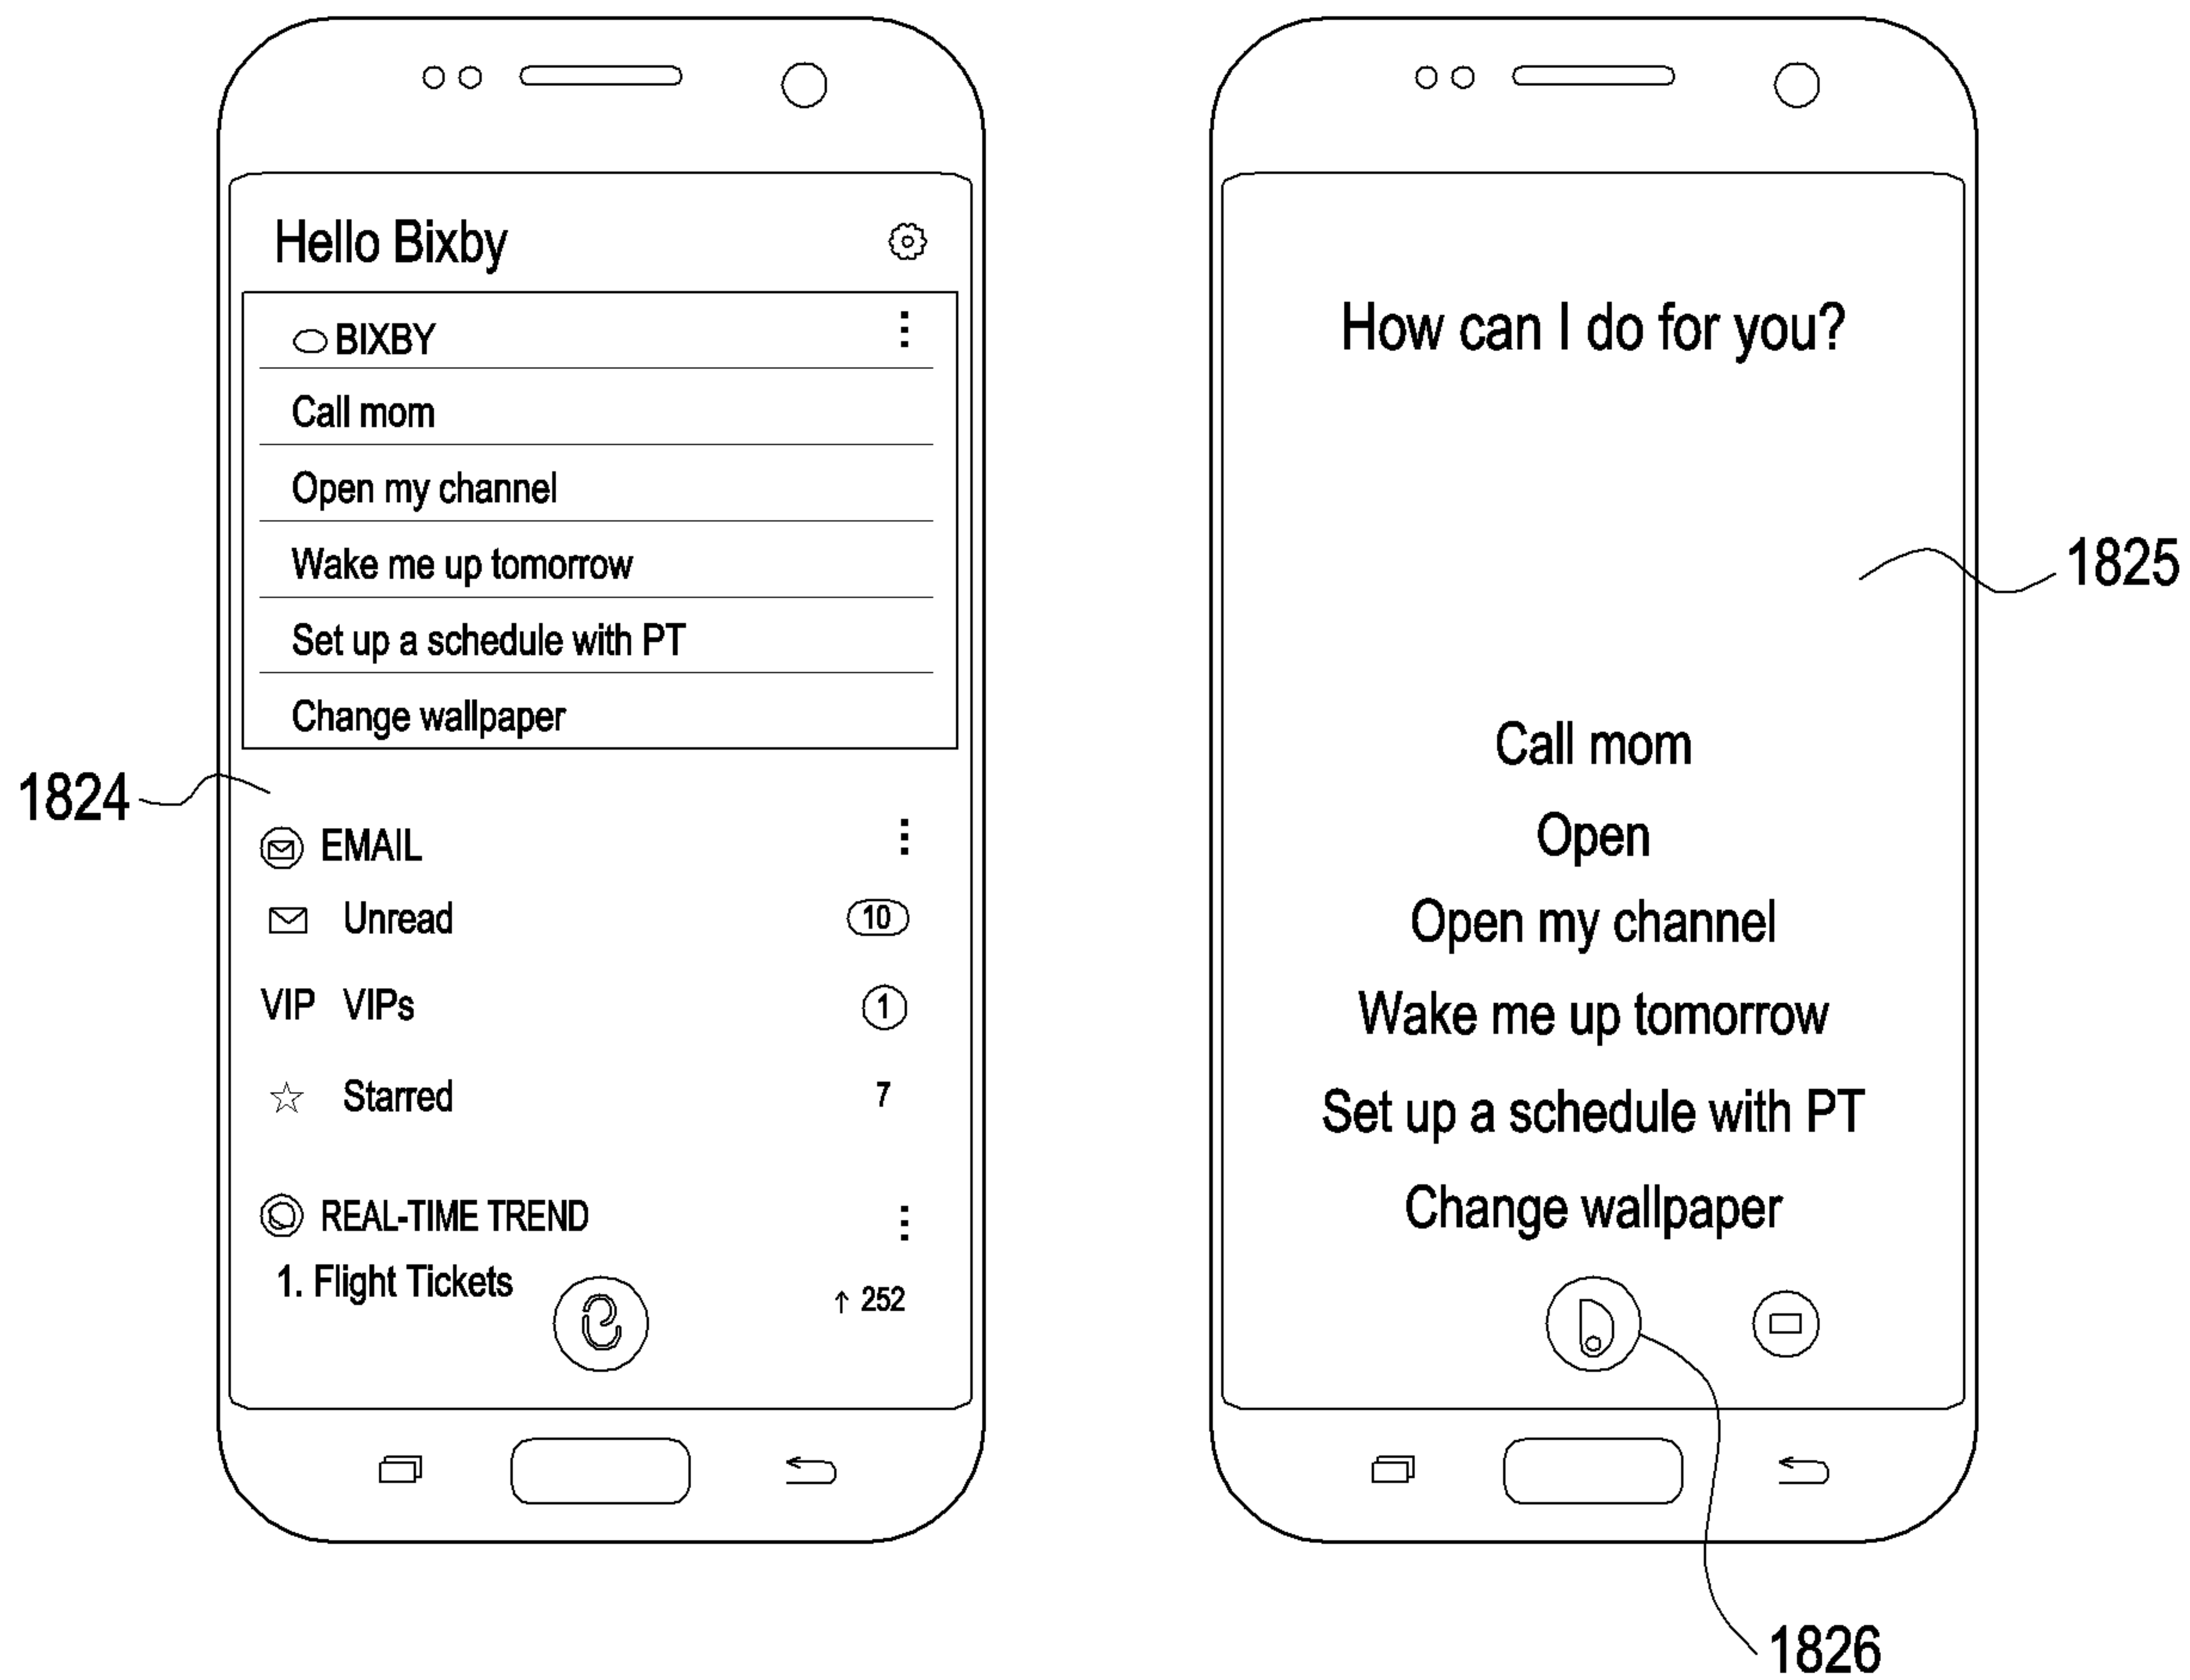 Hello Bixby
BIXBY
Call mom
Open my channel
Wake me up tomorrow
Set up a schedule with PT
Change wallpaper
1824
EMAIL
Unread 10
VIP VIPs 1
Starred 7
REAL-TIME TREND
1. Flight Tickets ↑ 252
How can I do for you?
1825
Call mom
Open
Open my channel
Wake me up tomorrow
Set up a schedule with PT
Change wallpaper
1826